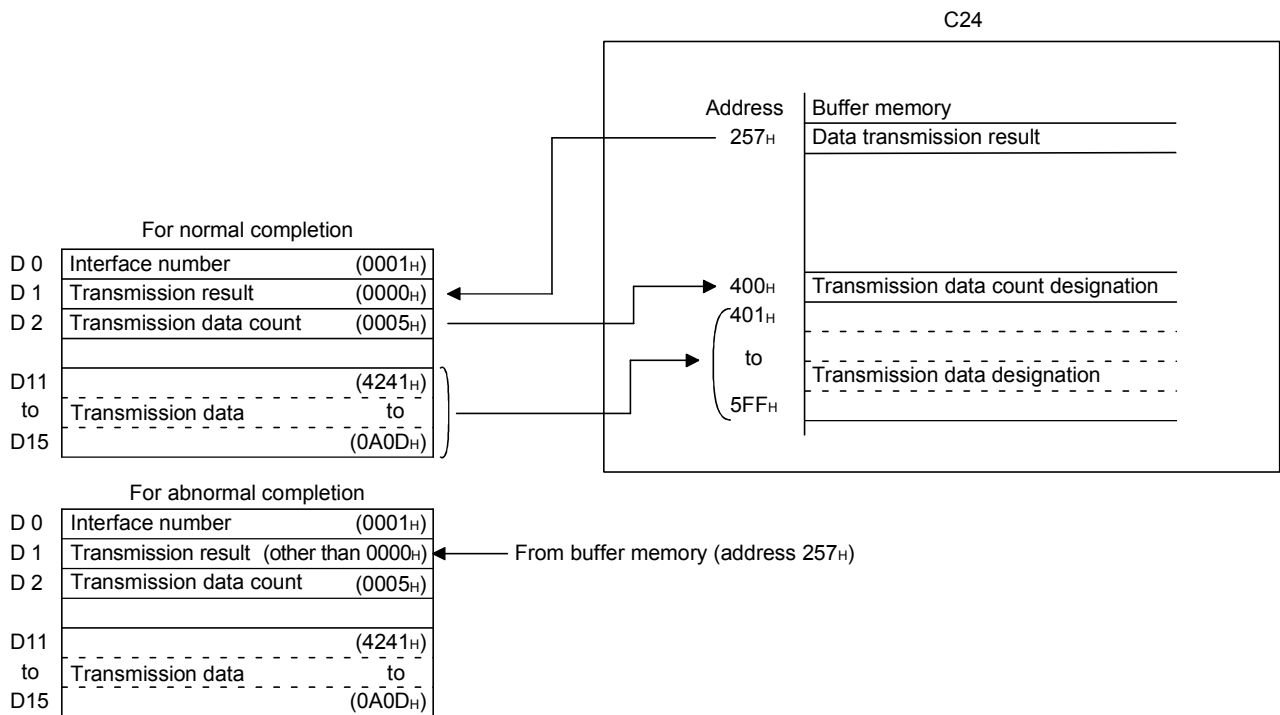 C24
Address Buffer memory
257H Data transmission result
For normal completion
D 0 Interface number (0001H)
D 1 Transmission result (0000H)
D 2 Transmission data count (0005H)
400H Transmission data count designation
401H
to
Transmission data designation
5FFH
D11 (4241H)
to Transmission data to
D15 (0A0DH)
For abnormal completion
D 0 Interface number (0001H)
D 1 Transmission result (other than 0000H) From buffer memory (address 257H)
D 2 Transmission data count (0005H)
D11 (4241H)
to Transmission data to
D15 (0A0DH)